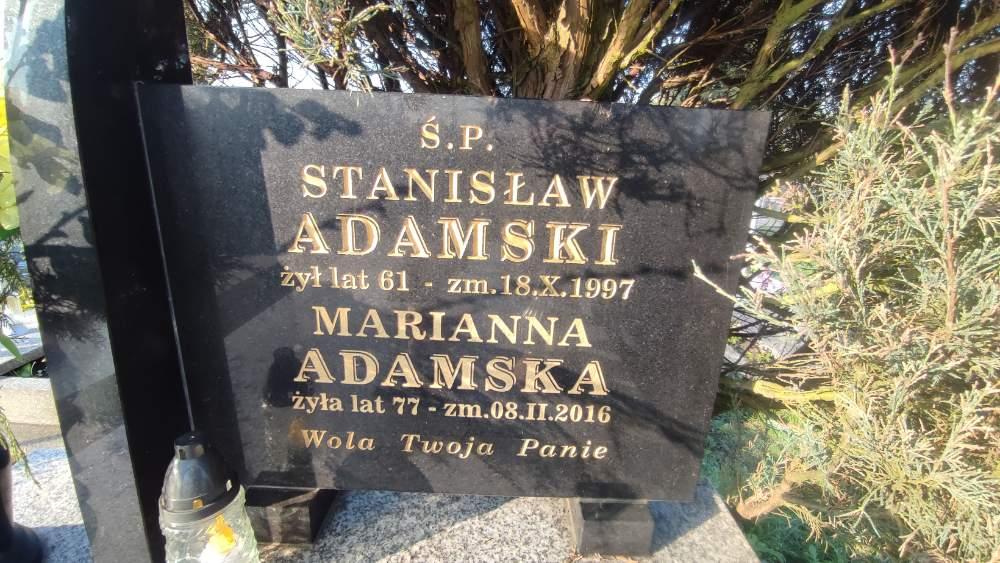 Ś.P.
STANISŁAW
ADAMSKI
żył lat 61 - zm.18.X.1997
MARIANNA
ADAMSKA
żyła lat 77 - zm.08.II.2016
Wola Twoja Panie